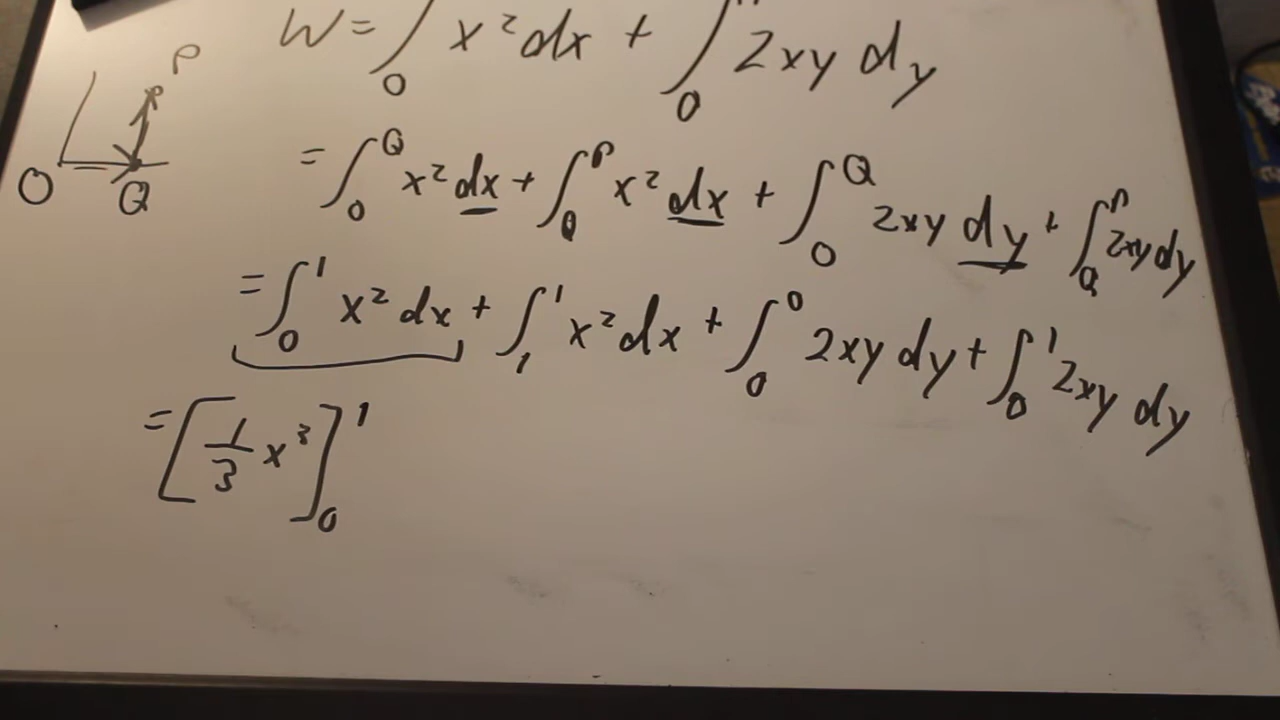 W = ∫₀ x² dx + ∫₀ 2xy dy
P
O Q
= ∫₀^Q x² dx + ∫_Q^P x² dx + ∫₀^Q 2xy dy + ∫_Q^P 2xy dy
= ∫₀¹ x² dx + ∫₁¹ x² dx + ∫₀⁰ 2xy dy + ∫₀¹ 2xy dy
= [1/3 x³]₀¹